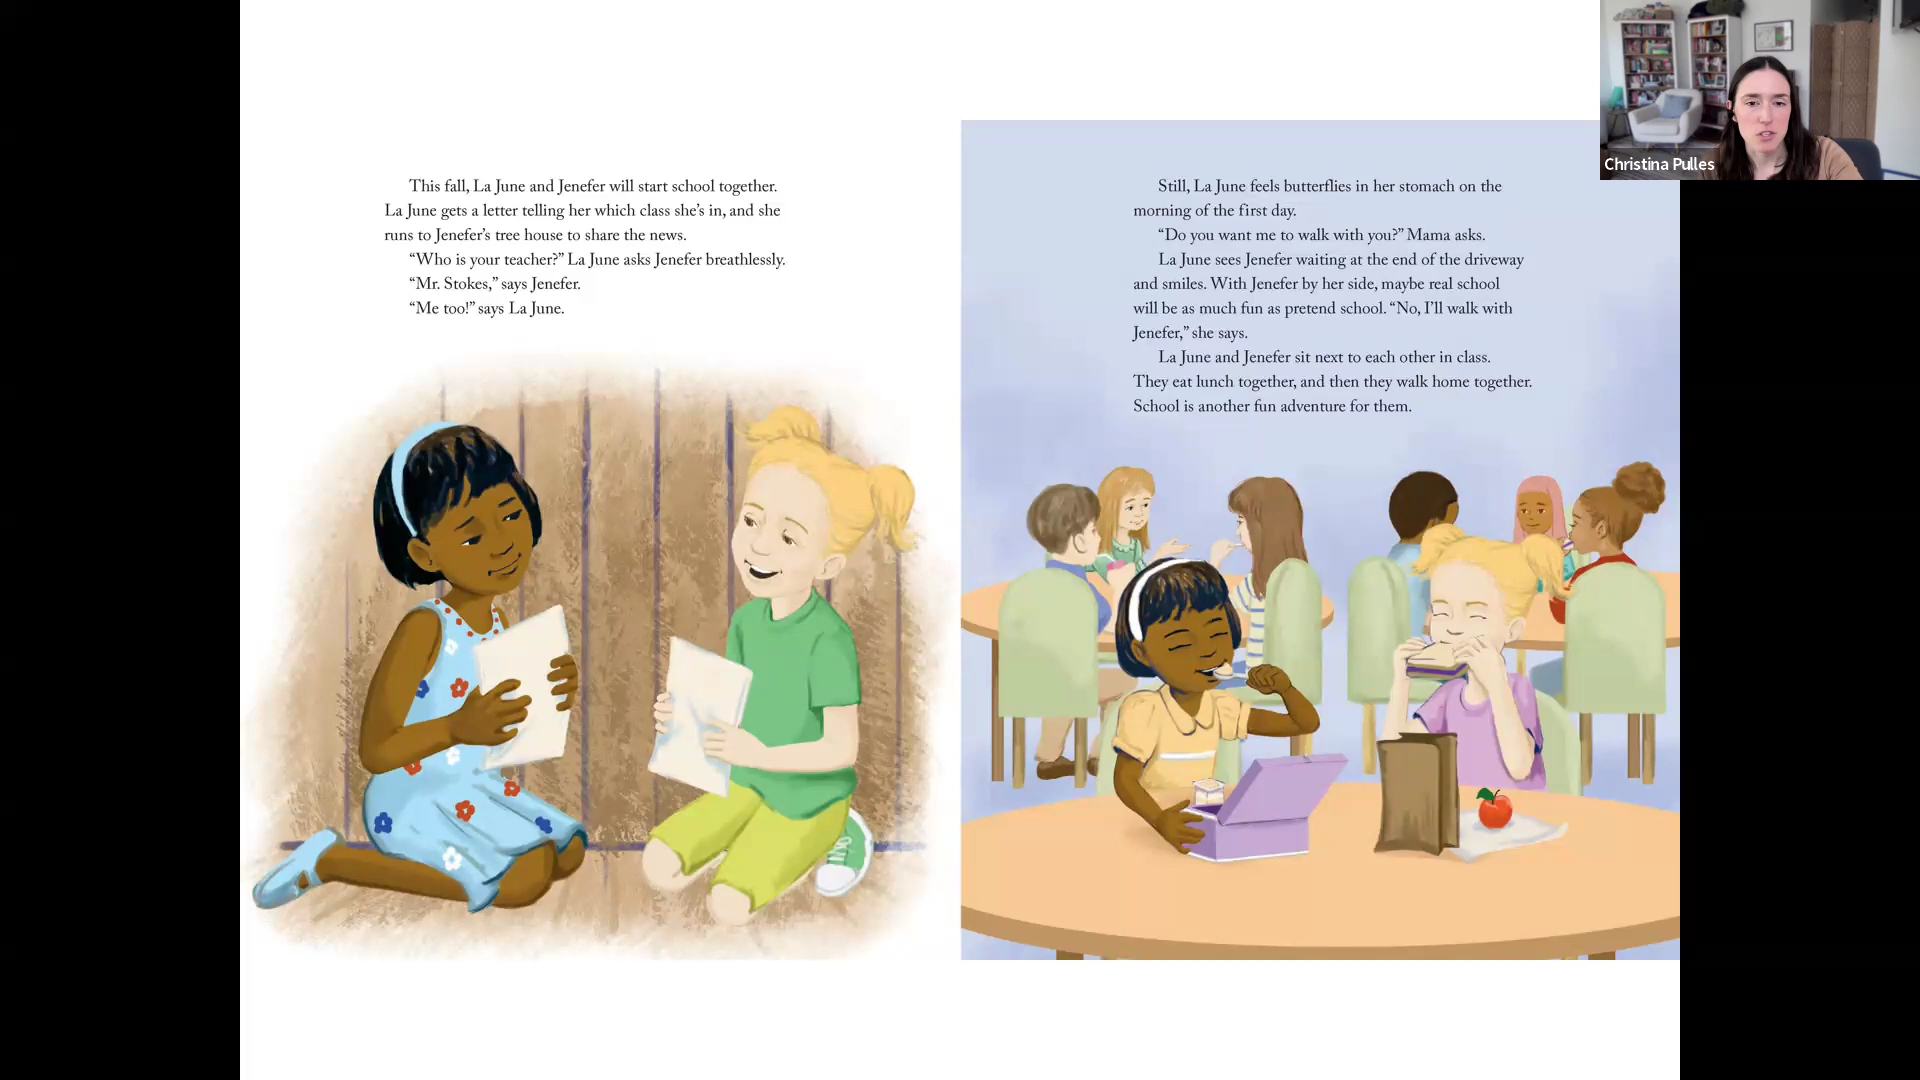 This fall, La June and Jenefer will start school together.
La June gets a letter telling her which class she’s in, and she
runs to Jenefer’s tree house to share the news.
“Who is your teacher?” La June asks Jenefer breathlessly.
“Mr. Stokes,” says Jenefer.
“Me too!” says La June.
Still, La June feels butterflies in her stomach on the
morning of the first day.
“Do you want me to walk with you?” Mama asks.
La June sees Jenefer waiting at the end of the driveway
and smiles. With Jenefer by her side, maybe real school
will be as much fun as pretend school. “No, I’ll walk with
Jenefer,” she says.
La June and Jenefer sit next to each other in class.
They eat lunch together, and then they walk home together.
School is another fun adventure for them.
Christina Pulles